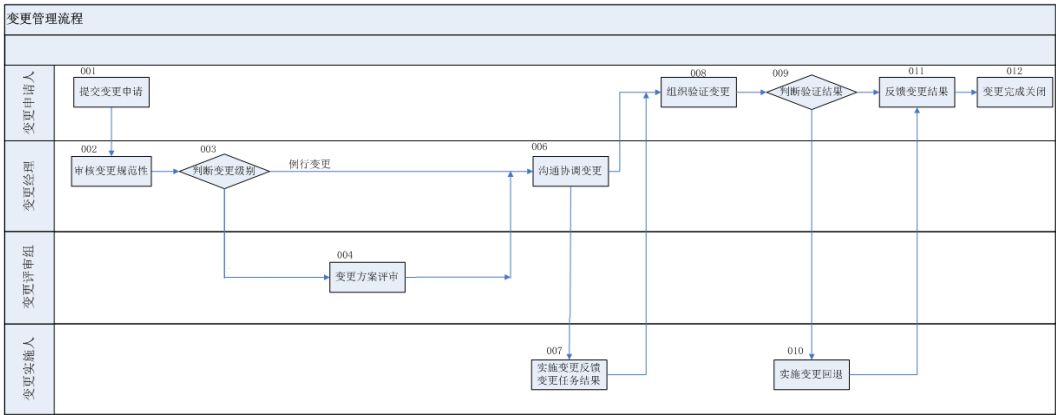 变更管理流程
变更申请人
001
提交变更申请
008
组织验证变更
009
判断验证结果
011
反馈变更结果
012
变更完成关闭
变更经理
002
审核变更规范性
003
判断变更级别
例行变更
006
沟通协调变更
变更评审组
004
变更方案评审
变更实施人
007
实施变更反馈
变更任务结果
010
实施变更回退